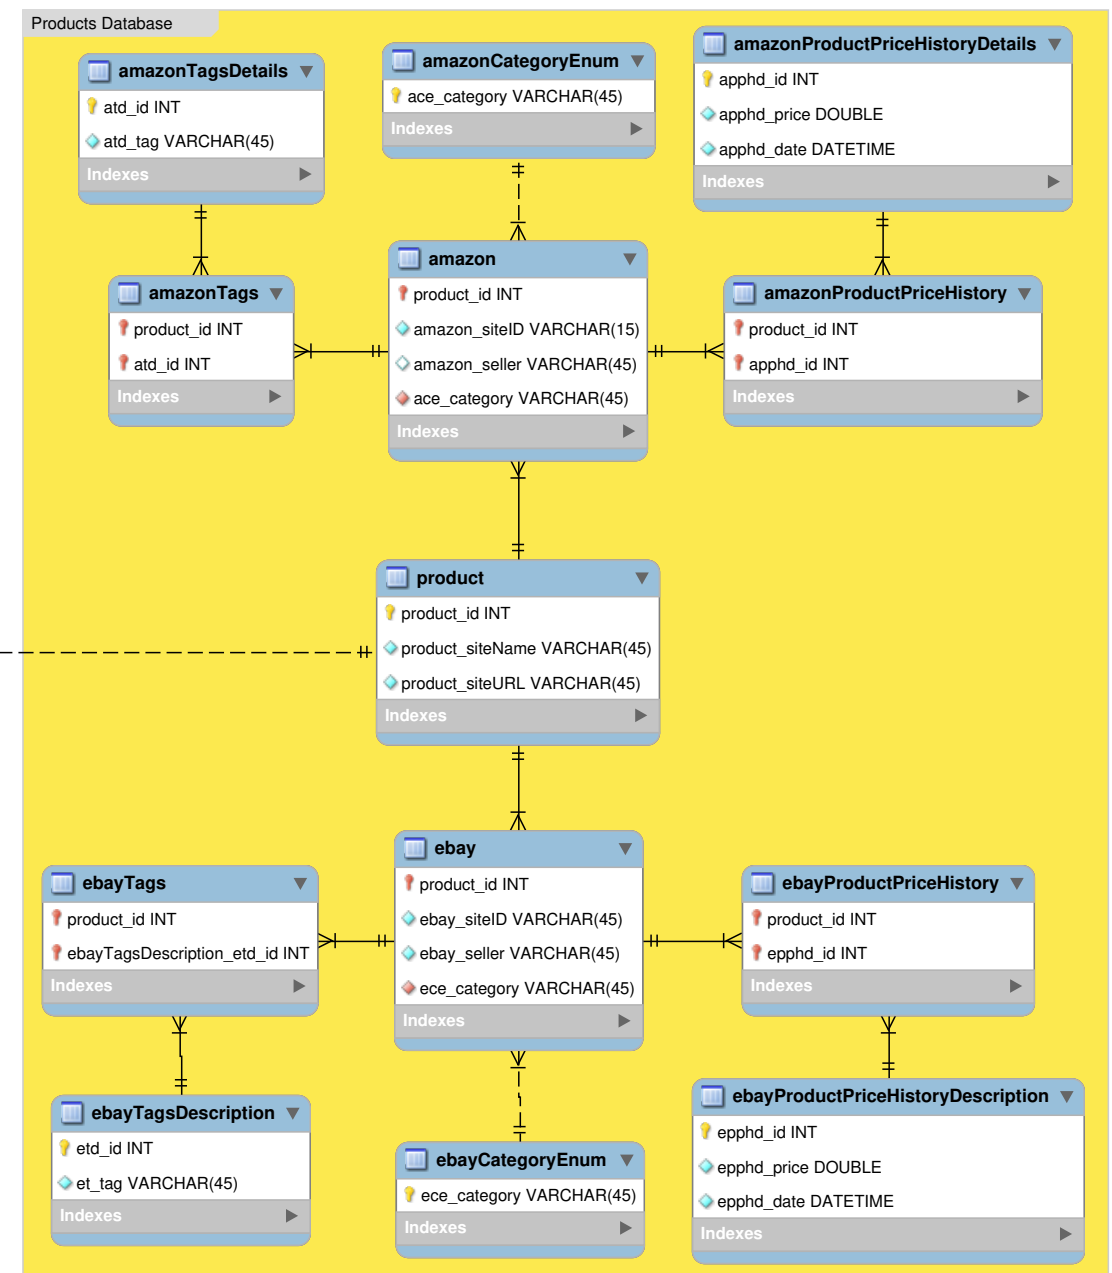 Products Database
amazonTagsDetails
atd_id INT
atd_tag VARCHAR(45)
Indexes
amazonCategoryEnum
ace_category VARCHAR(45)
Indexes
amazonProductPriceHistoryDetails
apphd_id INT
apphd_price DOUBLE
apphd_date DATETIME
Indexes
amazonTags
product_id INT
atd_id INT
Indexes
amazon
product_id INT
amazon_siteID VARCHAR(15)
amazon_seller VARCHAR(45)
ace_category VARCHAR(45)
Indexes
amazonProductPriceHistory
product_id INT
apphd_id INT
Indexes
product
product_id INT
product_siteName VARCHAR(45)
product_siteURL VARCHAR(45)
Indexes
ebayTags
product_id INT
ebayTagsDescription_etd_id INT
Indexes
ebay
product_id INT
ebay_siteID VARCHAR(45)
ebay_seller VARCHAR(45)
ece_category VARCHAR(45)
Indexes
ebayProductPriceHistory
product_id INT
epphd_id INT
Indexes
ebayTagsDescription
etd_id INT
et_tag VARCHAR(45)
Indexes
ebayCategoryEnum
ece_category VARCHAR(45)
Indexes
ebayProductPriceHistoryDescription
epphd_id INT
epphd_price DOUBLE
epphd_date DATETIME
Indexes